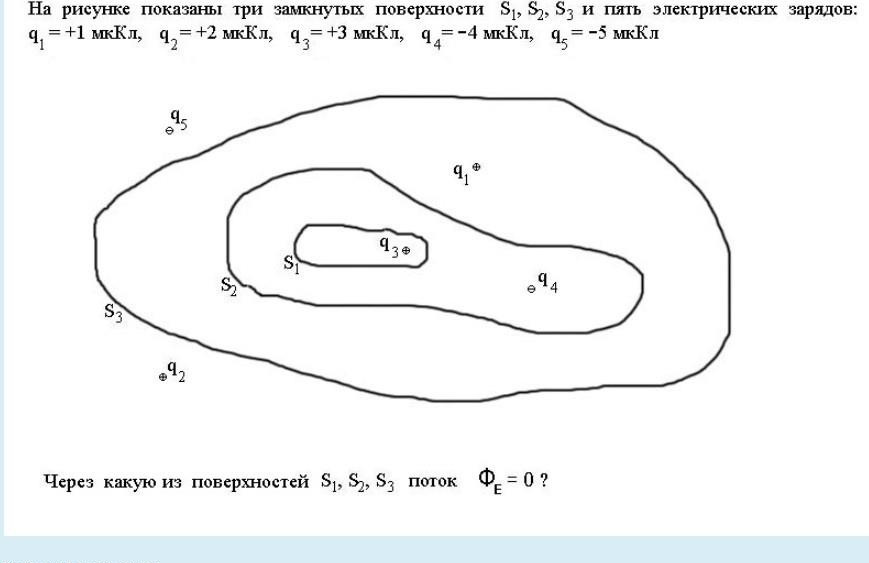 На рисунке показаны три замкнутых поверхности S₁, S₂, S₃ и пять электрических зарядов:
q₁ = +1 мкКл, q₂ = +2 мкКл, q₃ = +3 мкКл, q₄ = −4 мкКл, q₅ = −5 мкКл
q₅
⊖
q₁ ⊕
q₃ ⊕
S₁
S₂
⊖ q₄
S₃
⊕ q₂
Через какую из поверхностей S₁, S₂, S₃ поток Ф_E = 0 ?